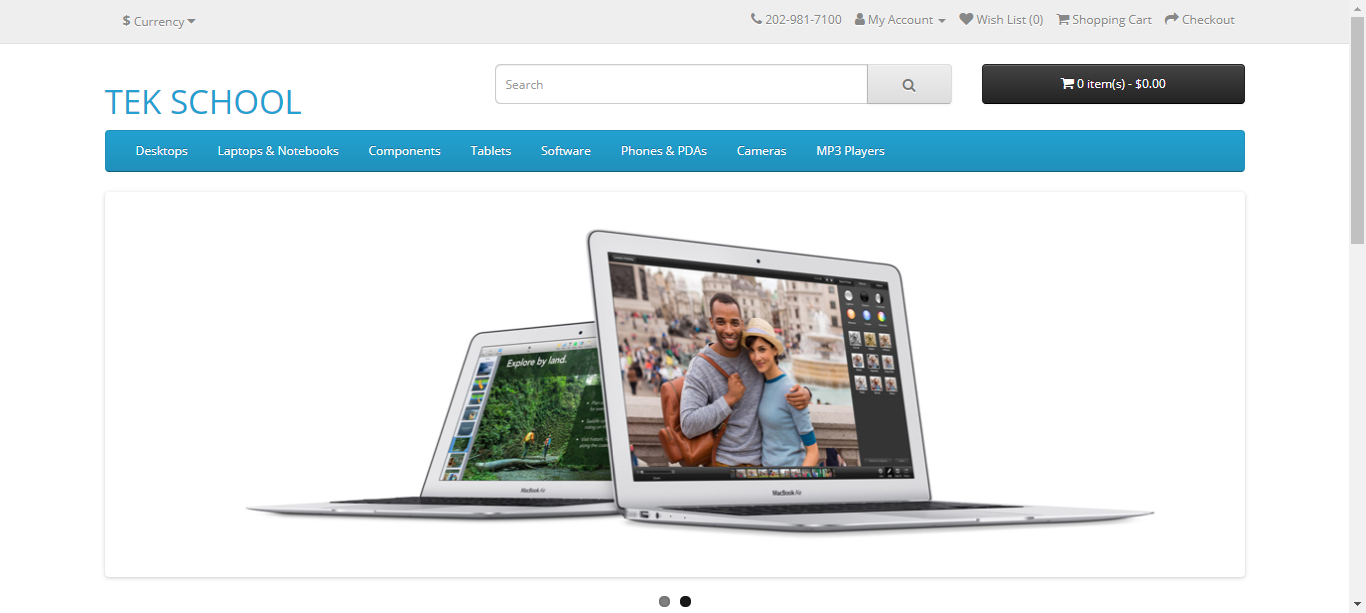 $ Currency
202-981-7100 My Account Wish List (0) Shopping Cart Checkout
TEK SCHOOL
Search
0 item(s) - $0.00
Desktops Laptops & Notebooks Components Tablets Software Phones & PDAs Cameras MP3 Players
Explore by land.
MacBook Air
MacBook Air